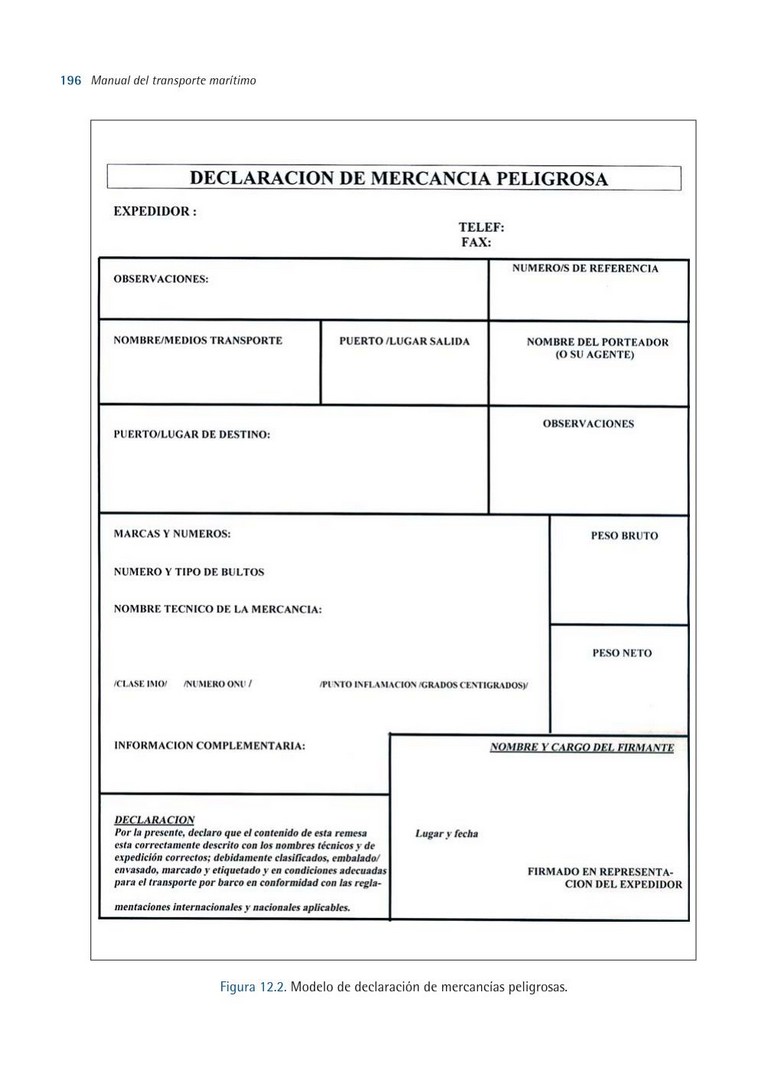 196 Manual del transporte marítimo
DECLARACION DE MERCANCIA PELIGROSA
EXPEDIDOR :
TELEF:
FAX:
OBSERVACIONES:
NUMERO/S DE REFERENCIA
NOMBRE/MEDIOS TRANSPORTE
PUERTO /LUGAR SALIDA
NOMBRE DEL PORTEADOR
(O SU AGENTE)
PUERTO/LUGAR DE DESTINO:
OBSERVACIONES
MARCAS Y NUMEROS:
PESO BRUTO
NUMERO Y TIPO DE BULTOS
NOMBRE TECNICO DE LA MERCANCIA:
PESO NETO
/CLASE IMO/ /NUMERO ONU / /PUNTO INFLAMACION /GRADOS CENTIGRADOS)/
INFORMACION COMPLEMENTARIA:
NOMBRE Y CARGO DEL FIRMANTE
DECLARACION
Por la presente, declaro que el contenido de esta remesa
esta correctamente descrito con los nombres técnicos y de
expedición correctos; debidamente clasificados, embalado/
envasado, marcado y etiquetado y en condiciones adecuadas
para el transporte por barco en conformidad con las regla-
mentaciones internacionales y nacionales aplicables.
Lugar y fecha
FIRMADO EN REPRESENTA-
CION DEL EXPEDIDOR
Figura 12.2. Modelo de declaración de mercancías peligrosas.